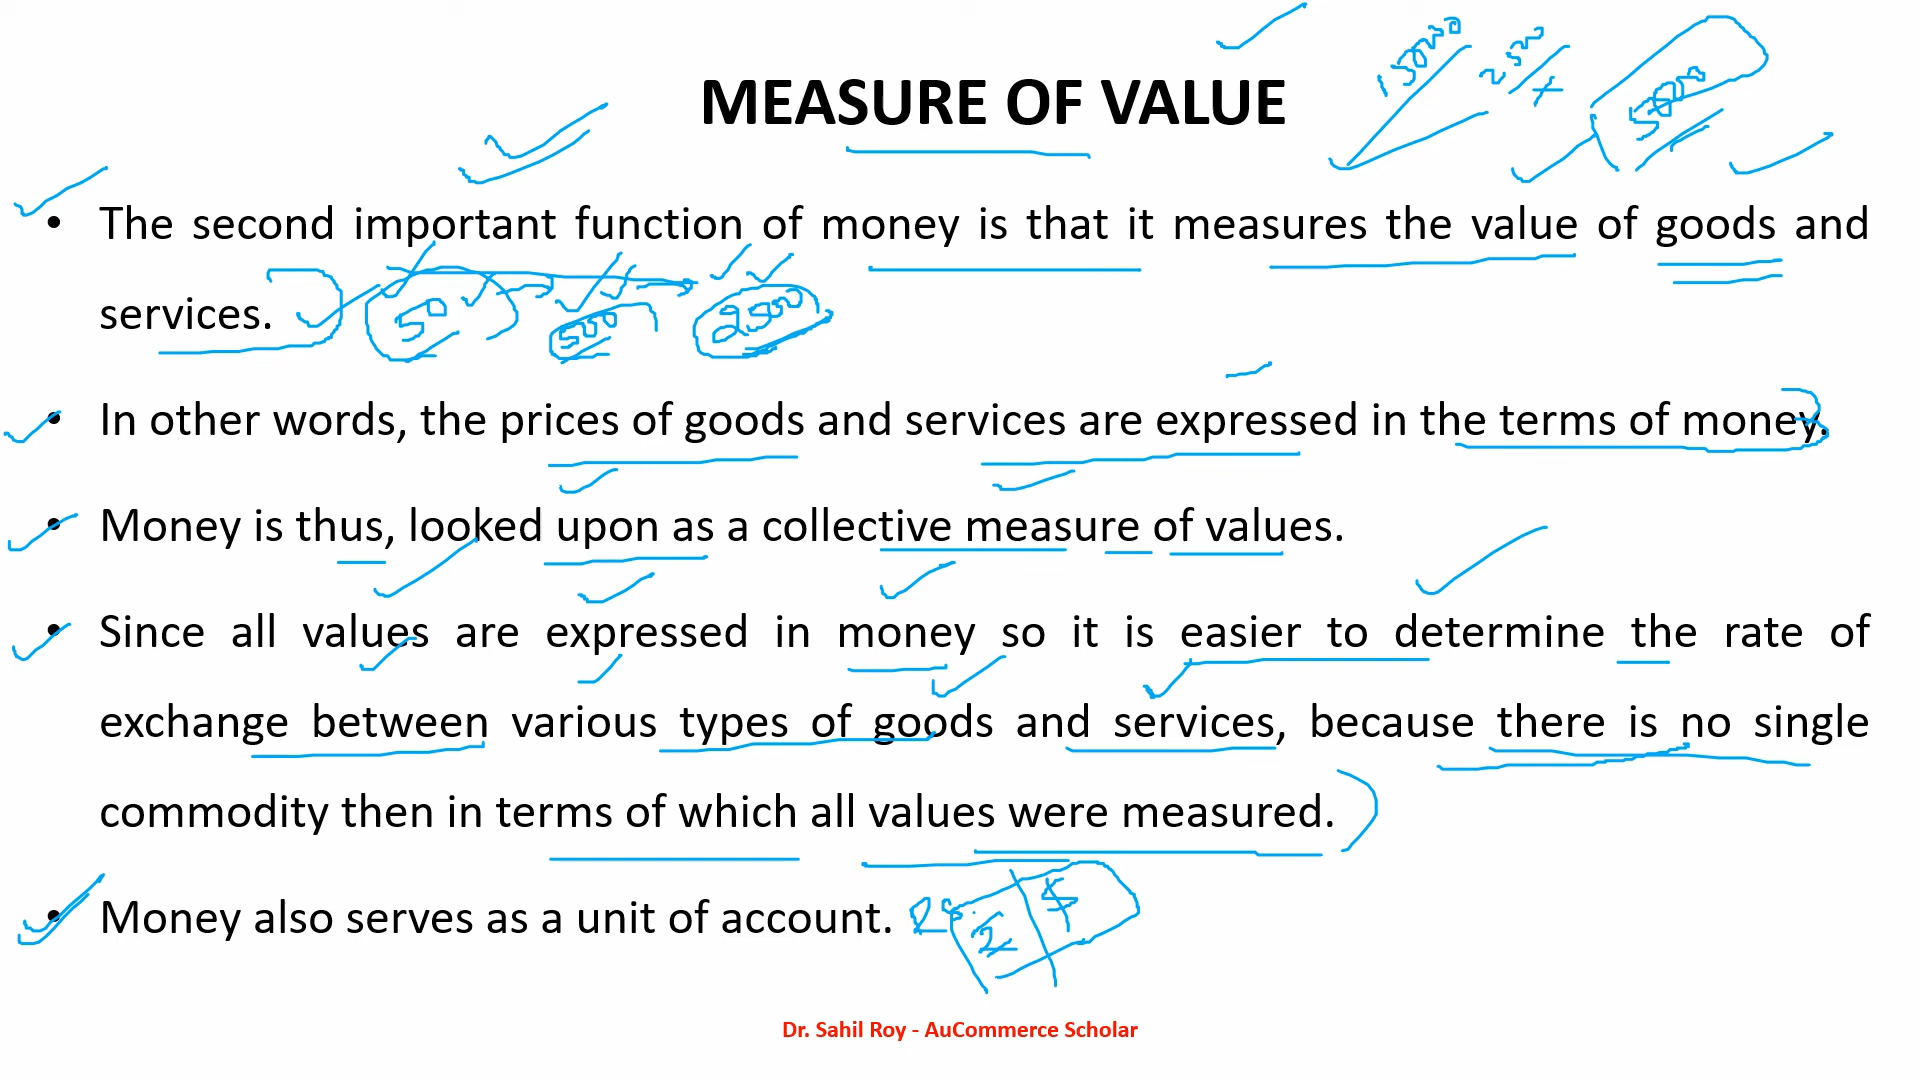 MEASURE OF VALUE
• The second important function of money is that it measures the value of goods and
services.
50 500 2500
• In other words, the prices of goods and services are expressed in the terms of money.
• Money is thus, looked upon as a collective measure of values.
• Since all values are expressed in money so it is easier to determine the rate of
exchange between various types of goods and services, because there is no single
commodity then in terms of which all values were measured.
• Money also serves as a unit of account.
Dr. Sahil Roy - AuCommerce Scholar